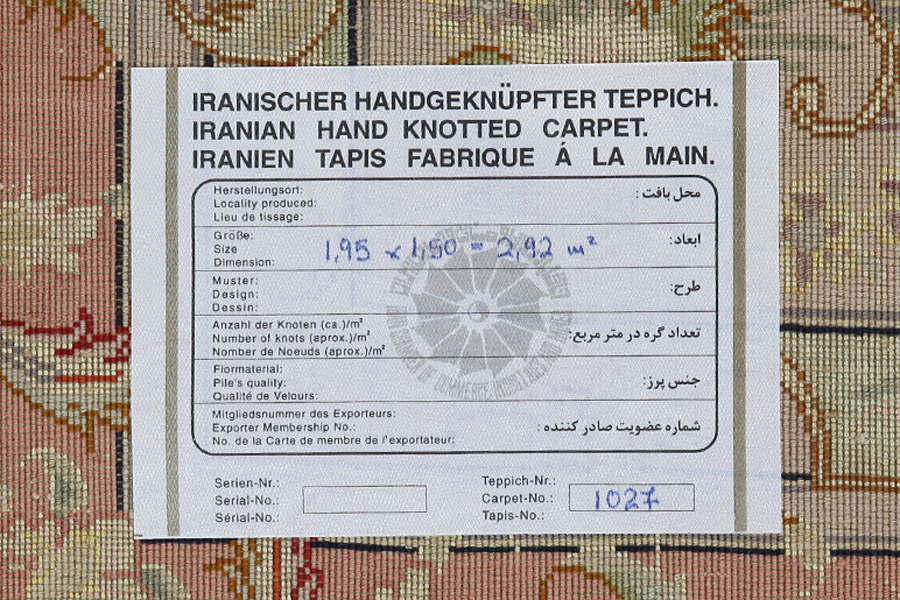 IRANISCHER HANDGEKNÜPFTER TEPPICH.
IRANIAN HAND KNOTTED CARPET.
IRANIEN TAPIS FABRIQUE Á LA MAIN.
Herstellungsort:
Locality produced:
Lieu de tissage:
محل بافت :
Größe:
Size
Dimension:
1,95 x 1,50 = 2,92 m²
ابعاد:
Muster:
Design:
Dessin:
طرح:
Anzahl der Knoten (ca.)/m²
Number of knots (aprox.)/m²
Nomber de Noeuds (aprox.)/m²
تعداد گره در متر مربع:
Flormaterial:
Pile's quality:
Qualité de Velours:
جنس پرز:
Mitgliedsnummer des Exporteurs:
Exporter Membership No.:
No. de la Carte de membre de l'exportateur:
شماره عضویت صادر کننده :
Serien-Nr.:
Serial-No.:
Sérial-No.:
Teppich-Nr.:
Carpet-No.:
Tapis-No.:
1027